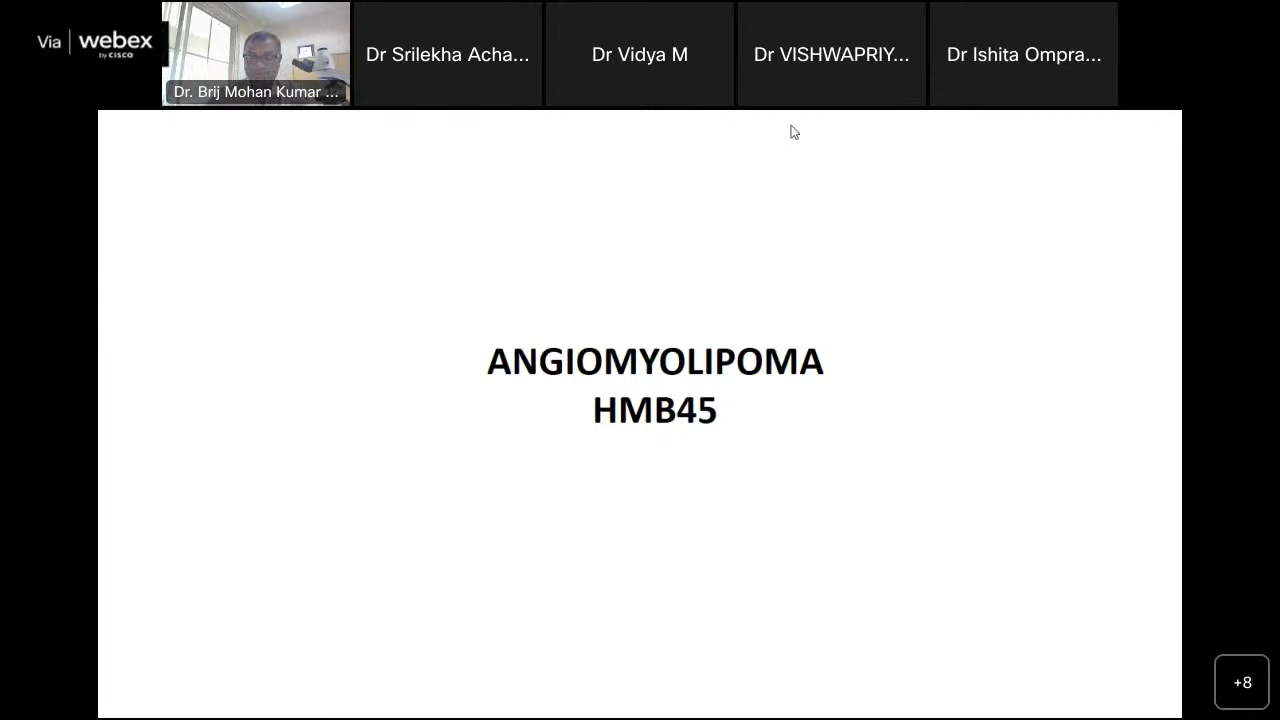 Via | webex
by CISCO
Dr. Brij Mohan Kumar ...
Dr Srilekha Acha...
Dr Vidya M
Dr VISHWAPRIY...
Dr Ishita Ompra...
ANGIOMYOLIPOMA
HMB45
+8